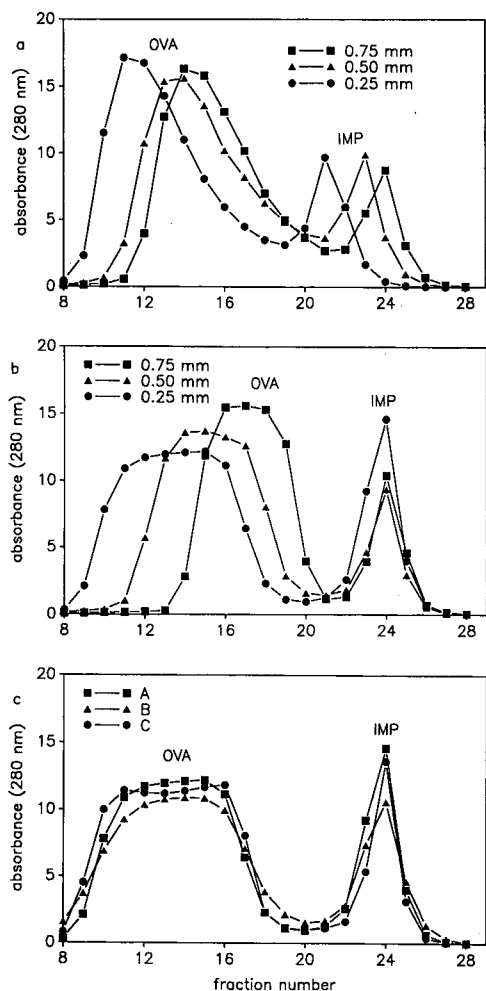 a
20
15
10
5
0
absorbance (280 nm)
OVA
0.75 mm
0.50 mm
0.25 mm
IMP
8 12 16 20 24 28
b
20
15
10
5
0
absorbance (280 nm)
0.75 mm
0.50 mm
0.25 mm
OVA
IMP
8 12 16 20 24 28
c
20
15
10
5
0
absorbance (280 nm)
A
B
C
OVA
IMP
8 12 16 20 24 28
fraction number